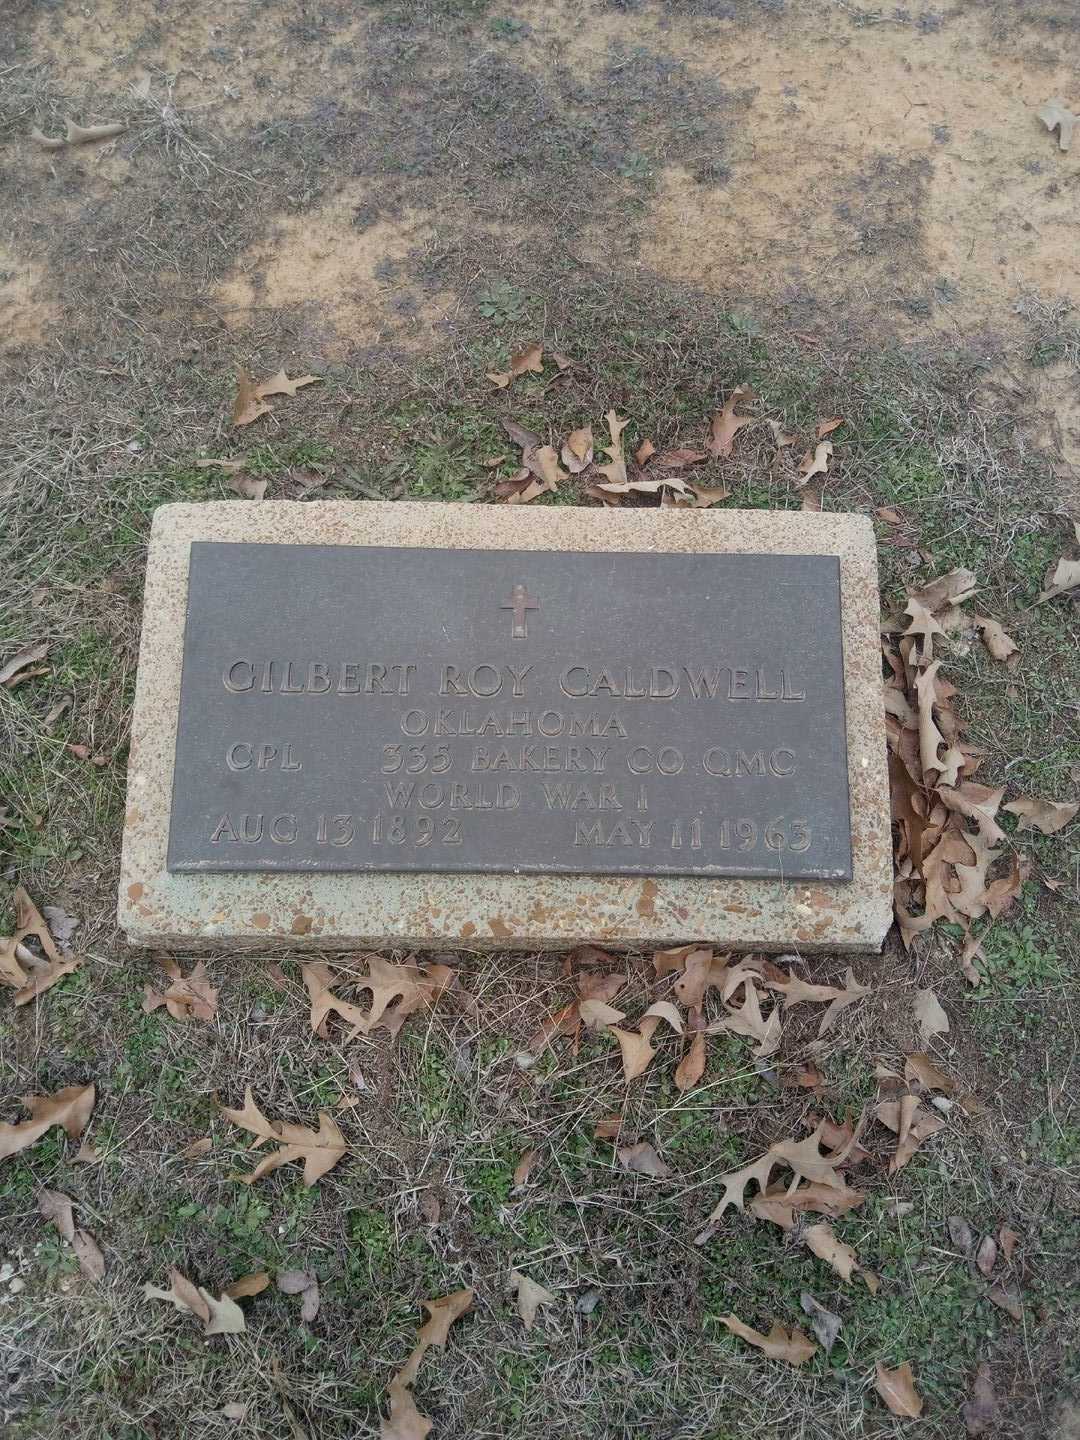 GILBERT ROY CALDWELL
OKLAHOMA
CPL 335 BAKERY CO QMC
WORLD WAR I
AUG 13 1892 MAY 11 1963